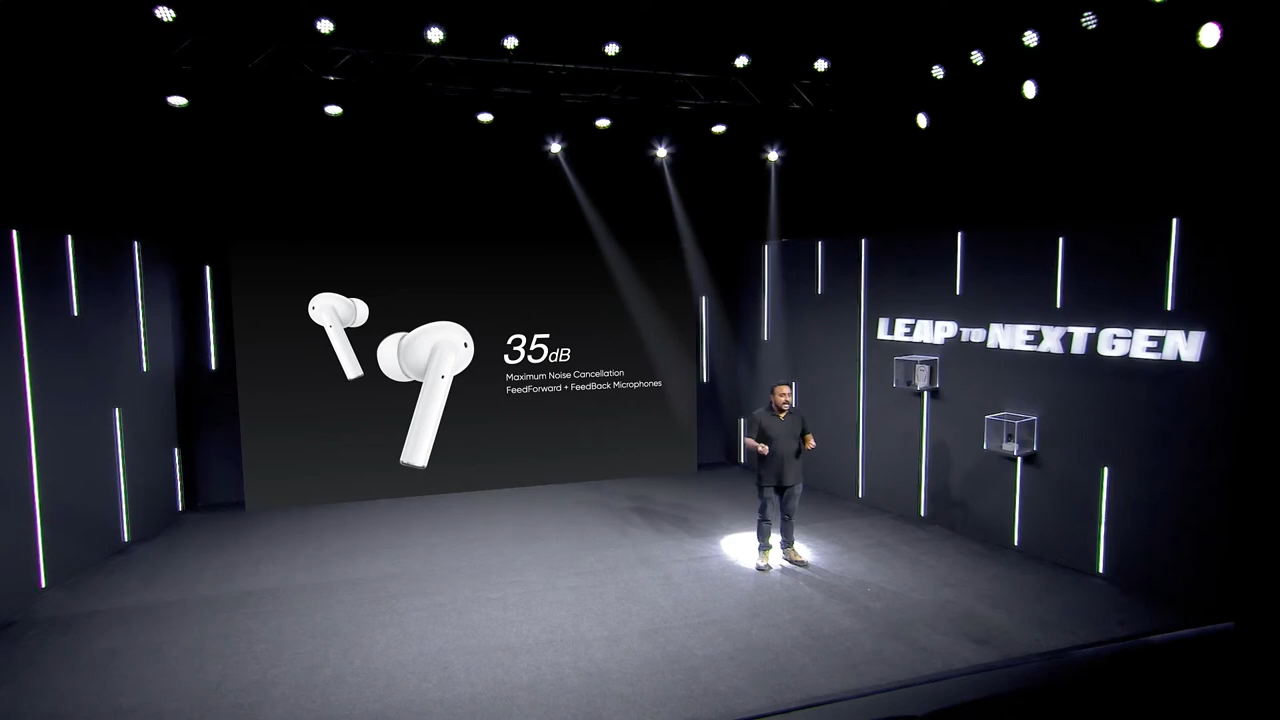 35dB
Maximum Noise Cancellation
FeedForward + FeedBack Microphones
LEAP TO NEXT GEN